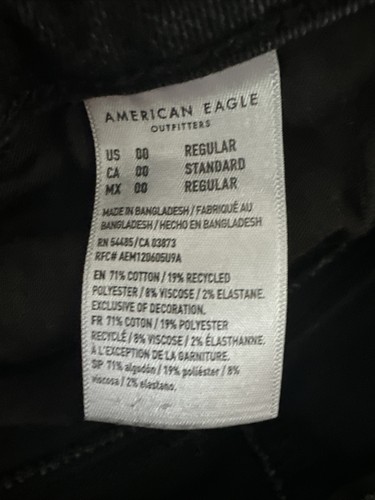 AMERICAN EAGLE
OUTFITTERS
US 00 REGULAR
CA 00 STANDARD
MX 00 REGULAR
MADE IN BANGLADESH / FABRIQUÉ AU
BANGLADESH / HECHO EN BANGLADESH
RN 54485/CA 03873
RFC# AEM120605U9A
EN 71% COTTON / 19% RECYCLED
POLYESTER / 8% VISCOSE / 2% ELASTANE.
EXCLUSIVE OF DECORATION.
FR 71% COTON / 19% POLYESTER
RECYCLÉ / 8% VISCOSE / 2% ÉLASTHANNE.
À L'EXCEPTION DE LA GARNITURE.
SP 71% algodón / 19% poliéster / 8%
viscosa / 2% elastano.